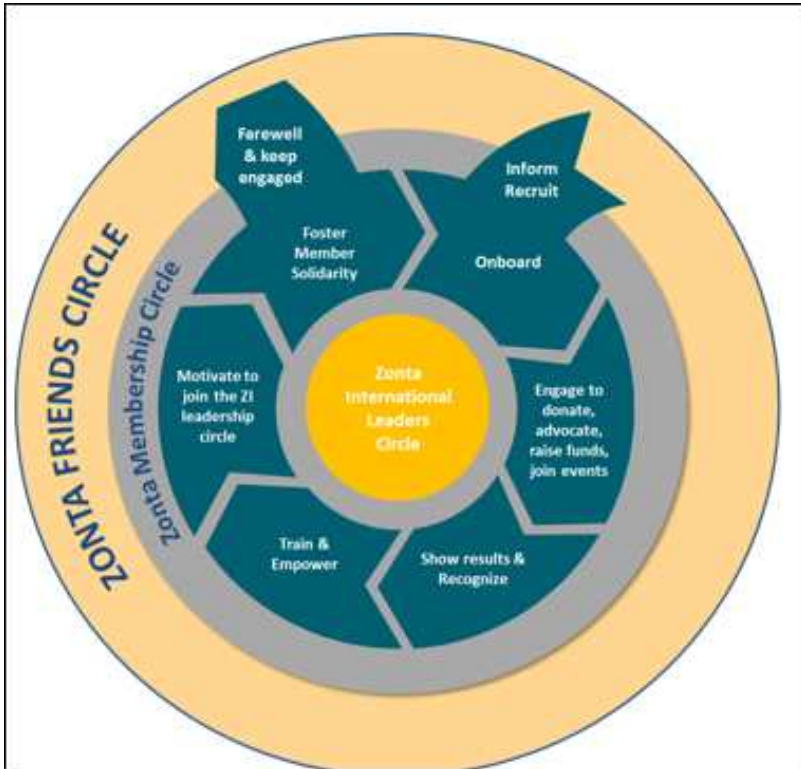 ZONTA FRIENDS CIRCLE
Zonta Membership Circle
Farewell
& keep
engaged
Foster
Member
Solidarity
Inform
Recruit
Onboard
Engage to
donate,
advocate,
raise funds,
join events
Show results &
Recognize
Train &
Empower
Motivate to
join the ZI
leadership
circle
Zonta
International
Leaders
Circle